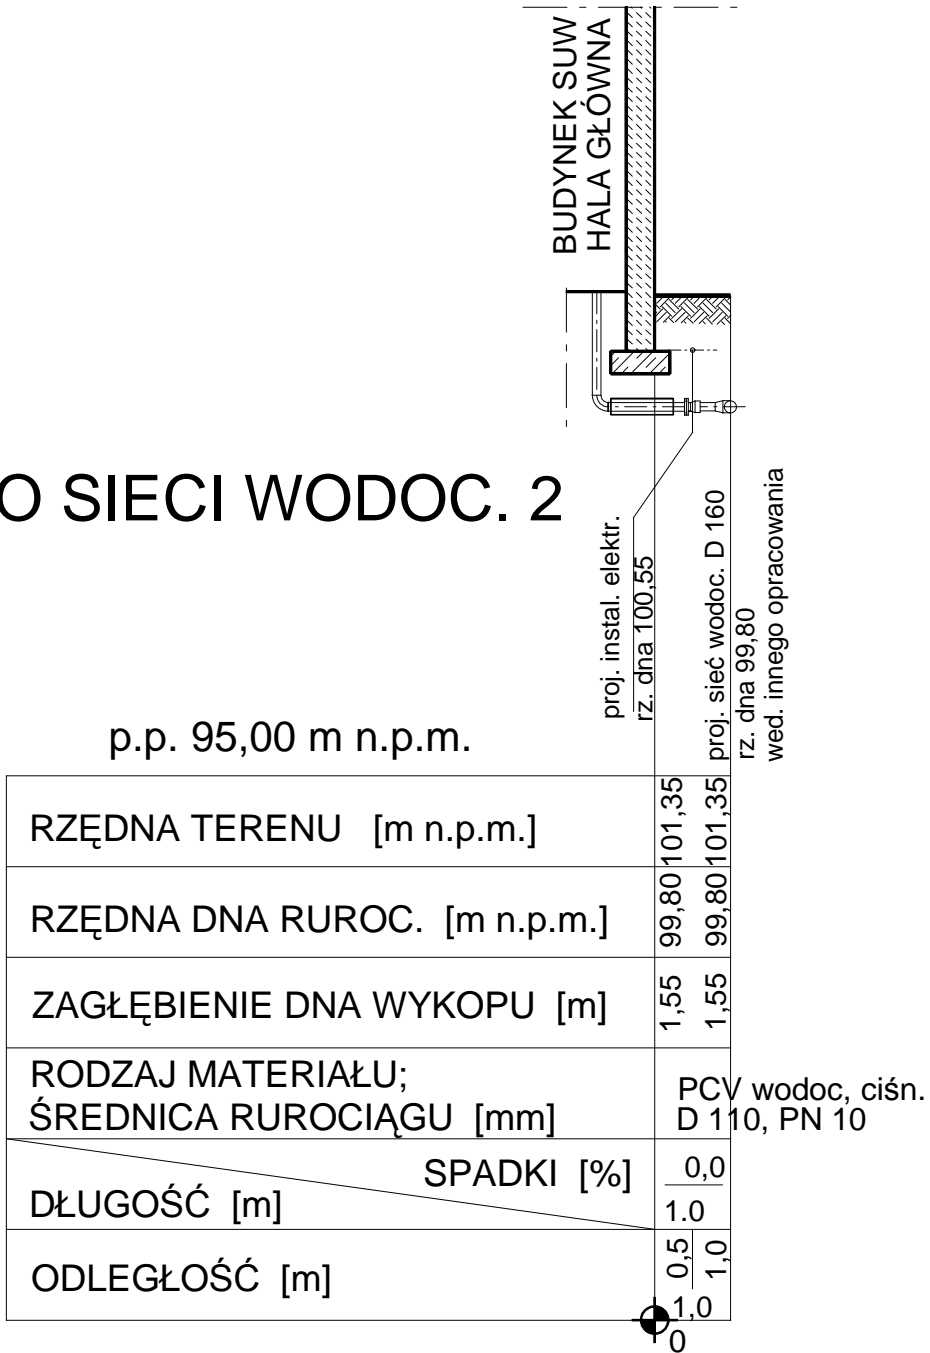 BUDYNEK SUW
HALA GŁÓWNA
O SIECI WODOC. 2
proj. instal. elektr.
rz. dna 100,55
proj. sieć wodoc. D 160
rz. dna 99,80
wed. innego opracowania
p.p. 95,00 m n.p.m.
RZĘDNA TERENU [m n.p.m.]
101,35
101,35
RZĘDNA DNA RUROC. [m n.p.m.]
99,80
99,80
ZAGŁĘBIENIE DNA WYKOPU [m]
1,55
1,55
RODZAJ MATERIAŁU;
ŚREDNICA RUROCIĄGU [mm]
PCV wodoc, ciśn.
D 110, PN 10
SPADKI [%]
0,0
DŁUGOŚĆ [m]
1.0
ODLEGŁOŚĆ [m]
0,5
1,0
1,0
0